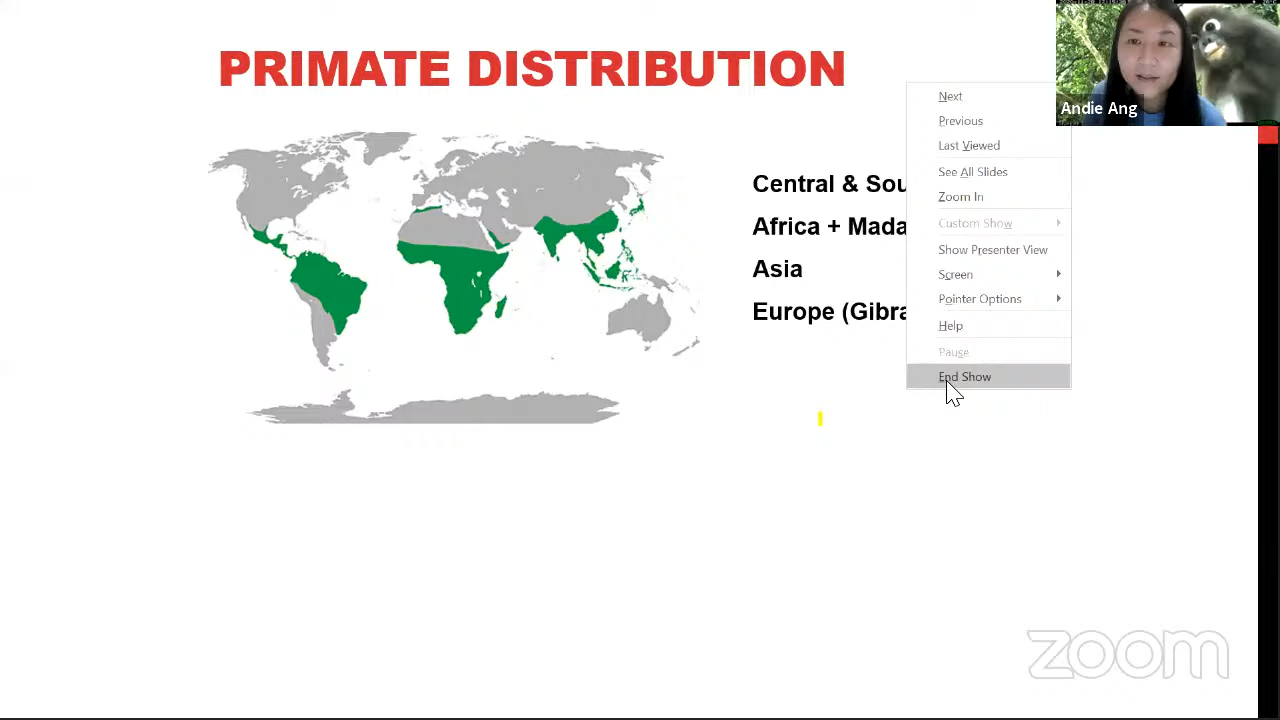 PRIMATE DISTRIBUTION
Central & Sou
Africa + Mada
Asia
Europe (Gibra
Next
Previous
Last Viewed
See All Slides
Zoom In
Custom Show
Show Presenter View
Screen
Pointer Options
Help
Pause
End Show
Andie Ang
zoom